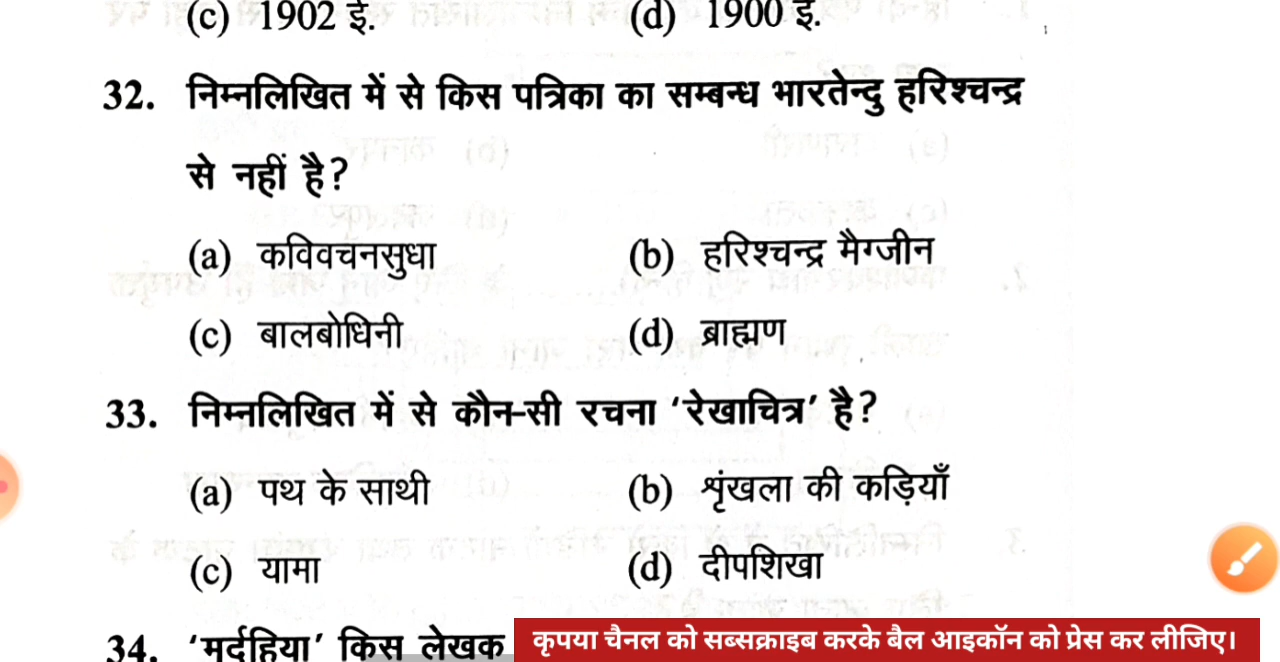 (c) 1902 ई. (d) 1900 ई.
32. निम्नलिखित में से किस पत्रिका का सम्बन्ध भारतेन्दु हरिश्चन्द्र
से नहीं है?
(a) कविवचनसुधा (b) हरिश्चन्द्र मैग्जीन
(c) बालबोधिनी (d) ब्राह्मण
33. निम्नलिखित में से कौन-सी रचना ‘रेखाचित्र’ है?
(a) पथ के साथी (b) शृंखला की कड़ियाँ
(c) यामा (d) दीपशिखा
34. ‘मुर्दहिया’ किस लेखक
कृपया चैनल को सब्सक्राइब करके बैल आइकॉन को प्रेस कर लीजिए।